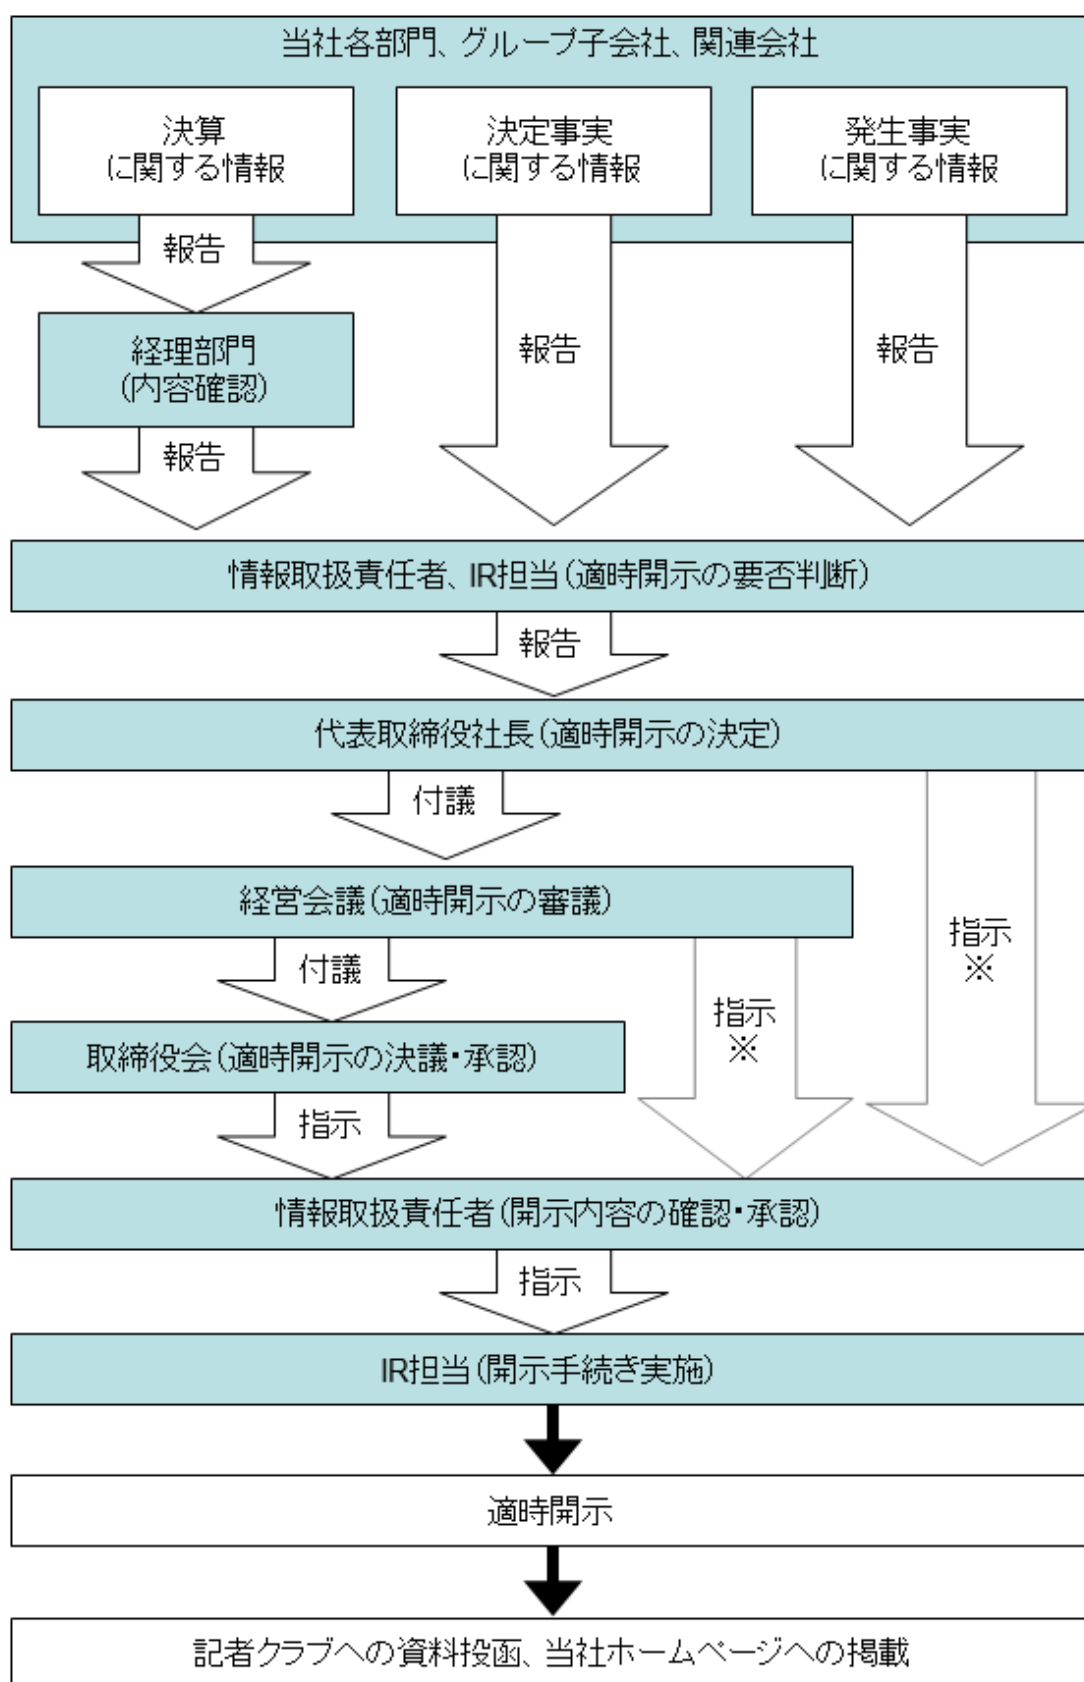 当社各部門、グループ子会社、関連会社
決算
に関する情報
決定事実
に関する情報
発生事実
に関する情報
報告
経理部門
(内容確認)
報告
報告
報告
情報取扱責任者、IR担当(適時開示の要否判断)
報告
代表取締役社長(適時開示の決定)
付議
経営会議(適時開示の審議)
指示
※
付議
指示
※
取締役会(適時開示の決議・承認)
指示
情報取扱責任者(開示内容の確認・承認)
指示
IR担当(開示手続き実施)
適時開示
記者クラブへの資料投函、当社ホームページへの掲載